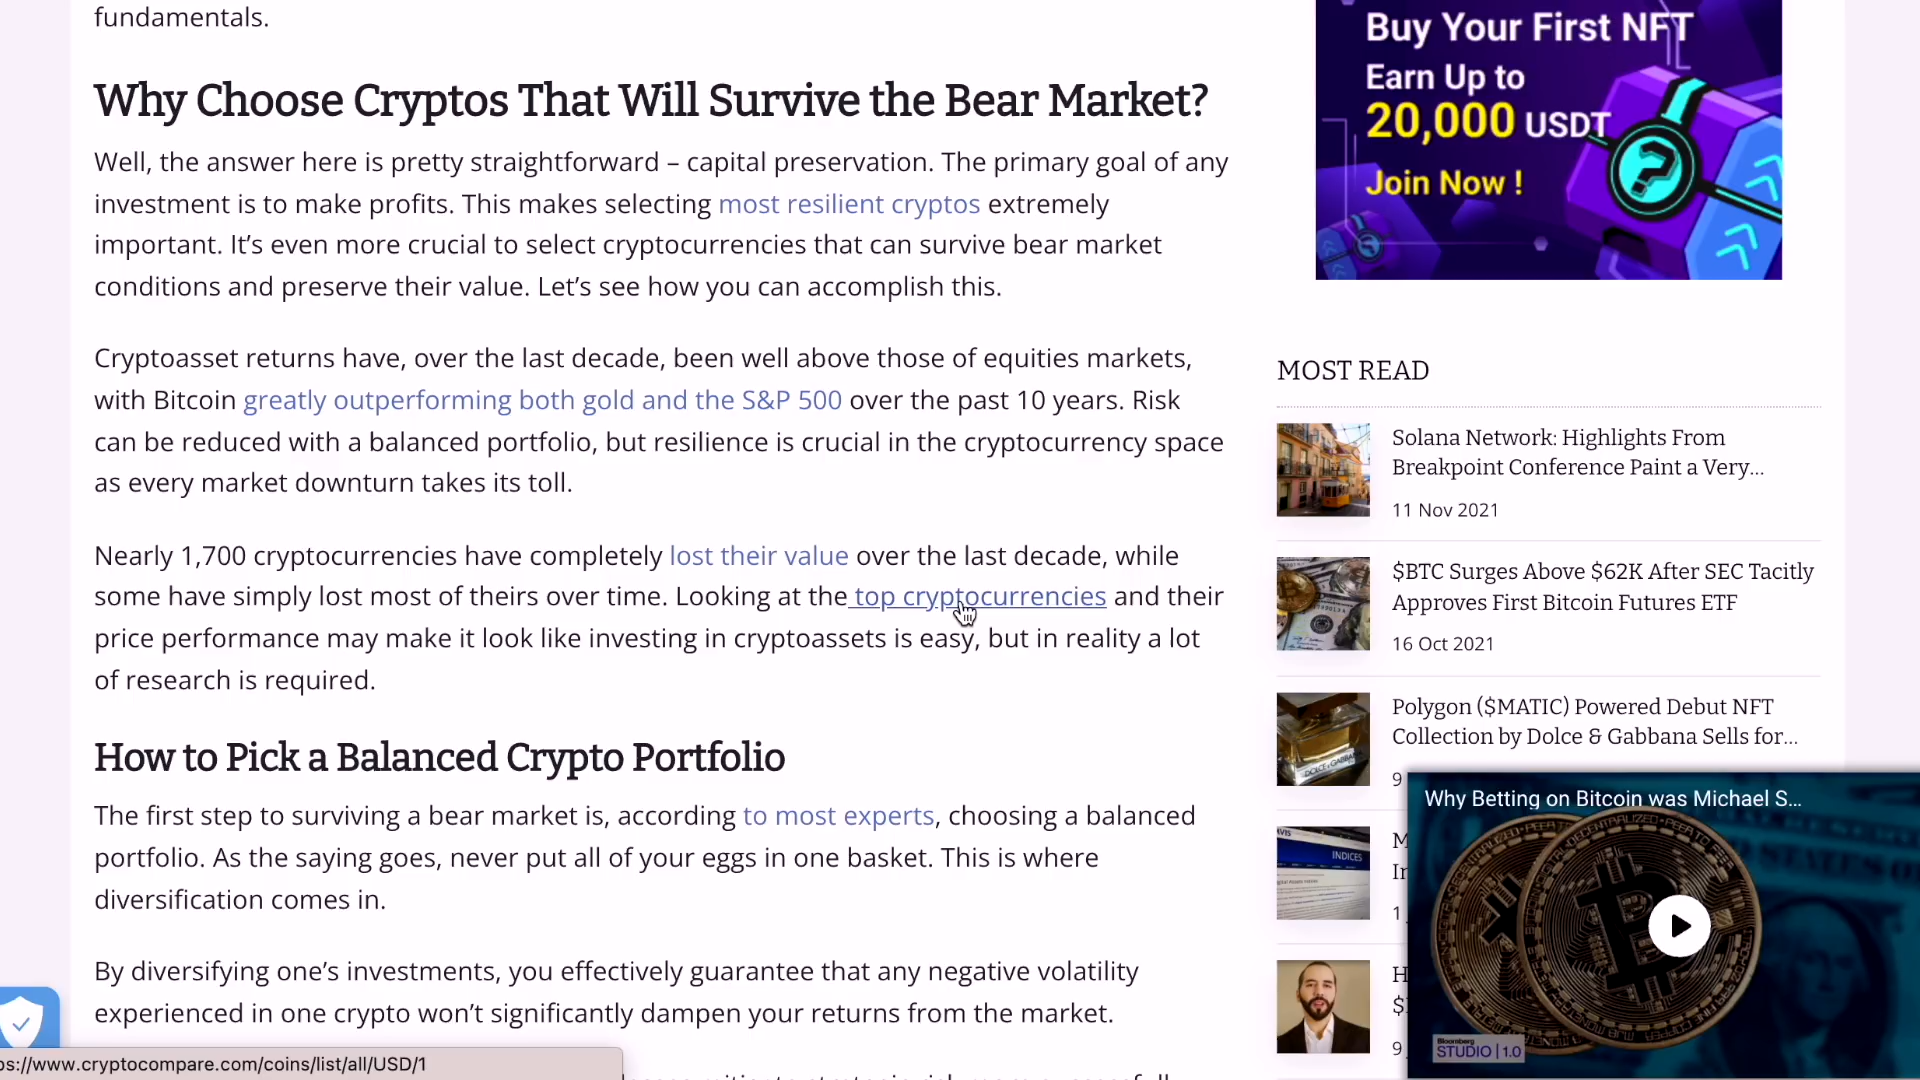 fundamentals.
Why Choose Cryptos That Will Survive the Bear Market?
Well, the answer here is pretty straightforward – capital preservation. The primary goal of any
investment is to make profits. This makes selecting most resilient cryptos extremely
important. It’s even more crucial to select cryptocurrencies that can survive bear market
conditions and preserve their value. Let’s see how you can accomplish this.
Cryptoasset returns have, over the last decade, been well above those of equities markets,
with Bitcoin greatly outperforming both gold and the S&P 500 over the past 10 years. Risk
can be reduced with a balanced portfolio, but resilience is crucial in the cryptocurrency space
as every market downturn takes its toll.
Nearly 1,700 cryptocurrencies have completely lost their value over the last decade, while
some have simply lost most of theirs over time. Looking at the top cryptocurrencies and their
price performance may make it look like investing in cryptoassets is easy, but in reality a lot
of research is required.
How to Pick a Balanced Crypto Portfolio
The first step to surviving a bear market is, according to most experts, choosing a balanced
portfolio. As the saying goes, never put all of your eggs in one basket. This is where
diversification comes in.
By diversifying one’s investments, you effectively guarantee that any negative volatility
experienced in one crypto won’t significantly dampen your returns from the market.
ps://www.cryptocompare.com/coins/list/all/USD/1
Buy Your First NFT
Earn Up to
20,000 USDT
Join Now !
MOST READ
Solana Network: Highlights From
Breakpoint Conference Paint a Very...
11 Nov 2021
$BTC Surges Above $62K After SEC Tacitly
Approves First Bitcoin Futures ETF
16 Oct 2021
Polygon ($MATIC) Powered Debut NFT
Collection by Dolce & Gabbana Sells for...
9
INDICES
M
In
1
H
$
9
Why Betting on Bitcoin was Michael S...
Bloomberg
STUDIO | 1.0